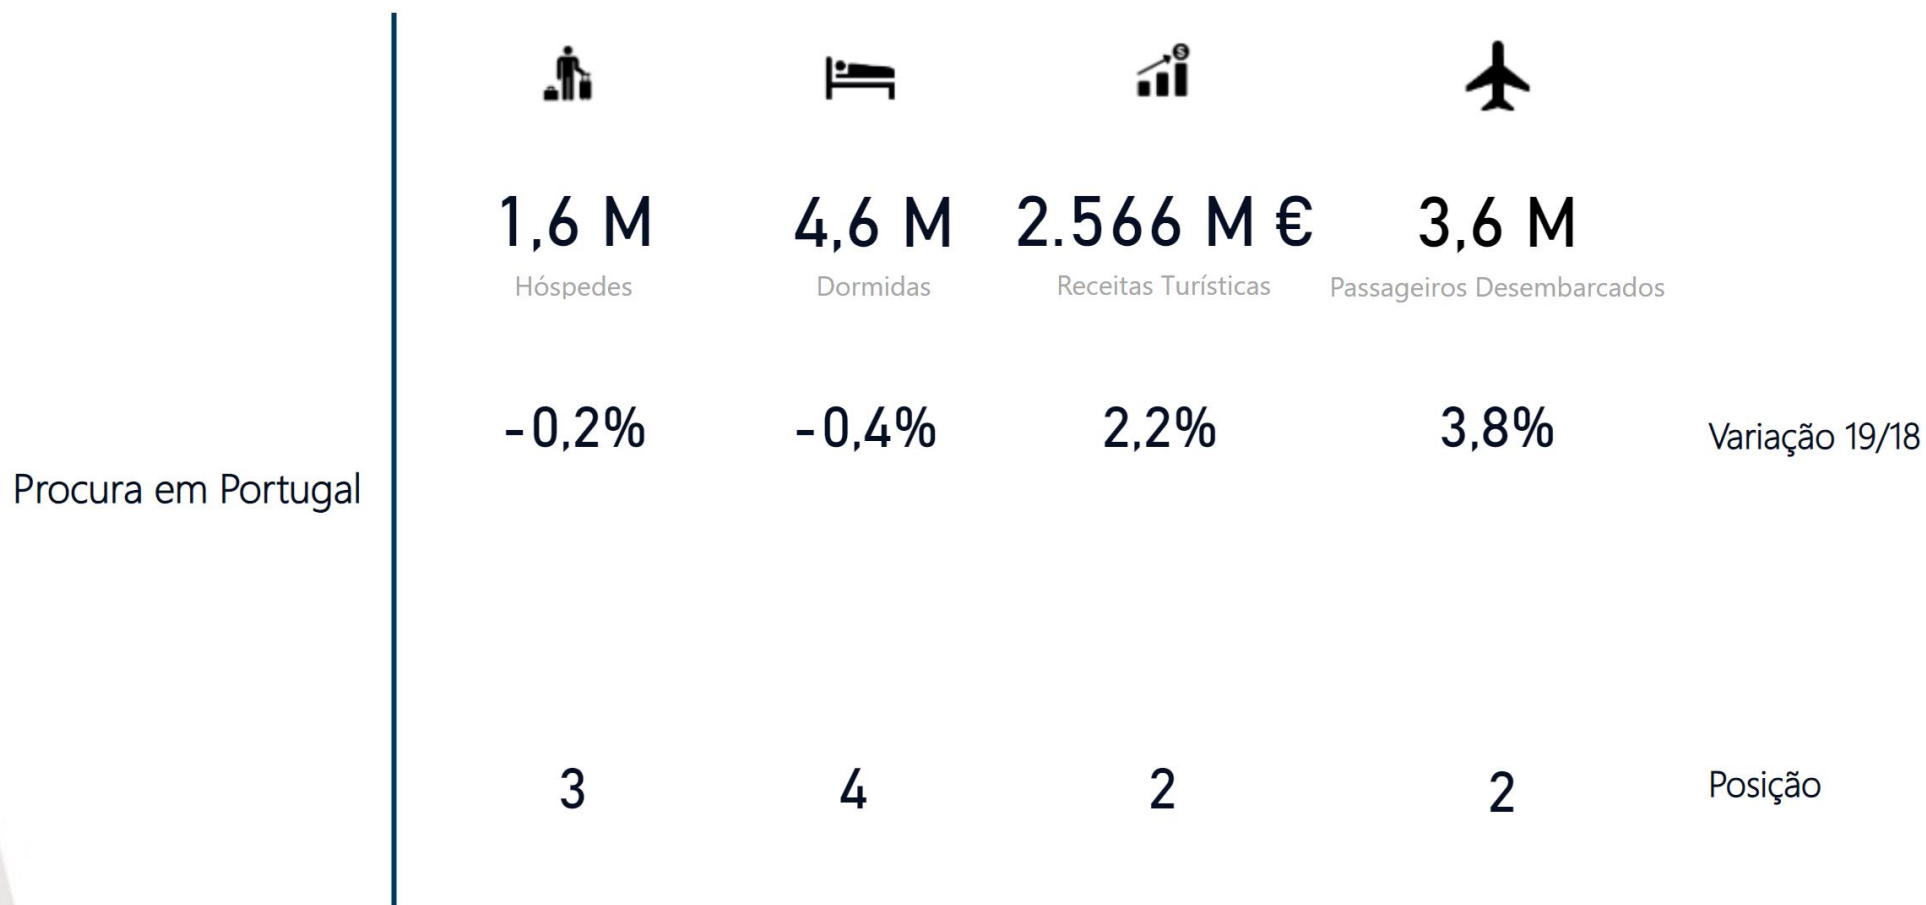 1,6 M 4,6 M 2.566 M € 3,6 M
Hóspedes Dormidas Receitas Turísticas Passageiros Desembarcados
-0,2% -0,4% 2,2% 3,8% Variação 19/18
Procura em Portugal
3 4 2 2 Posição